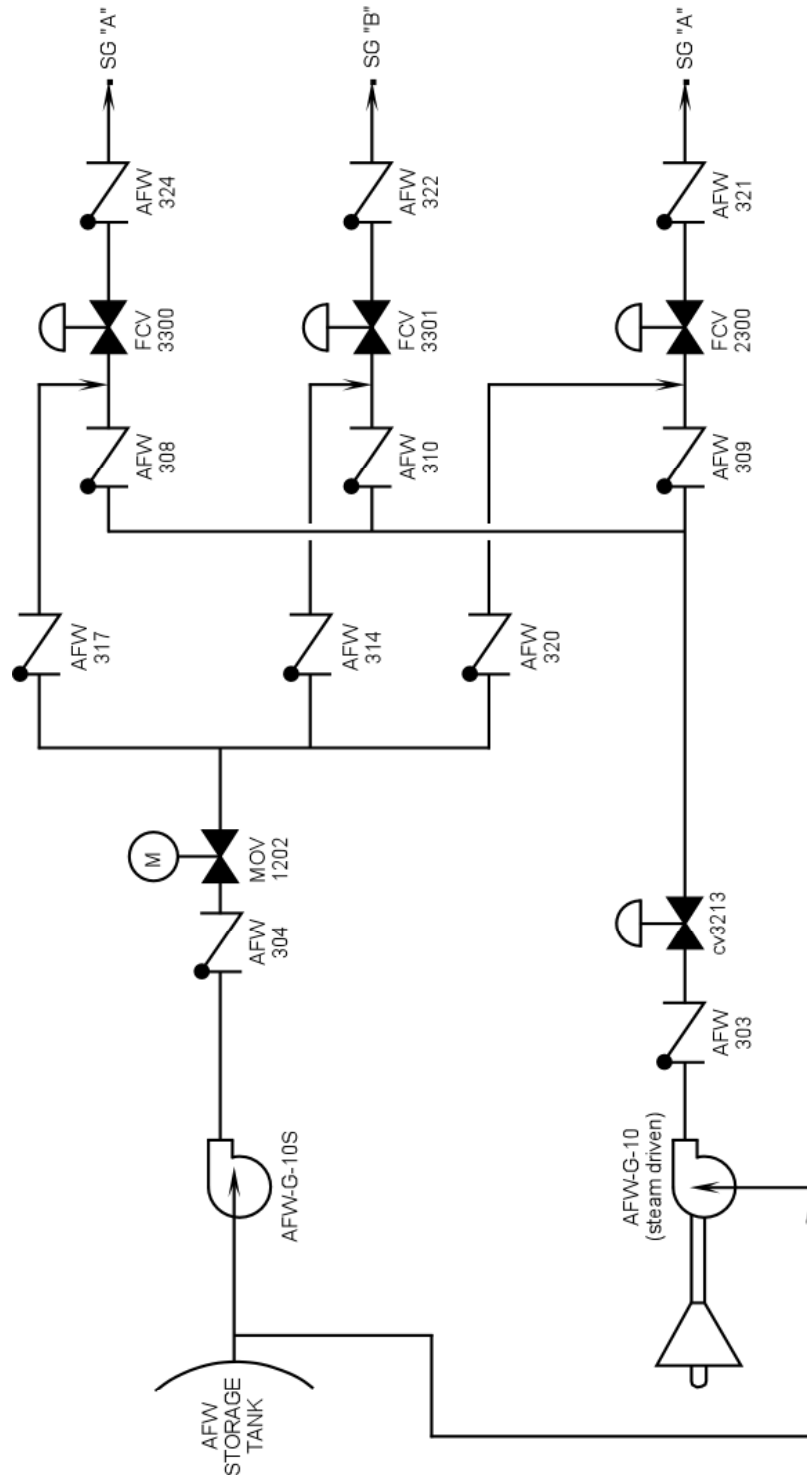 SG "A"
SG "B"
SG "A"
AFW
324
AFW
322
AFW
321
FCV
3300
FCV
3301
FCV
2300
AFW
308
AFW
310
AFW
309
AFW
317
AFW
314
AFW
320
M
MOV
1202
AFW
304
cv3213
AFW
303
AFW-G-10S
AFW-G-10
(steam driven)
AFW
STORAGE
TANK